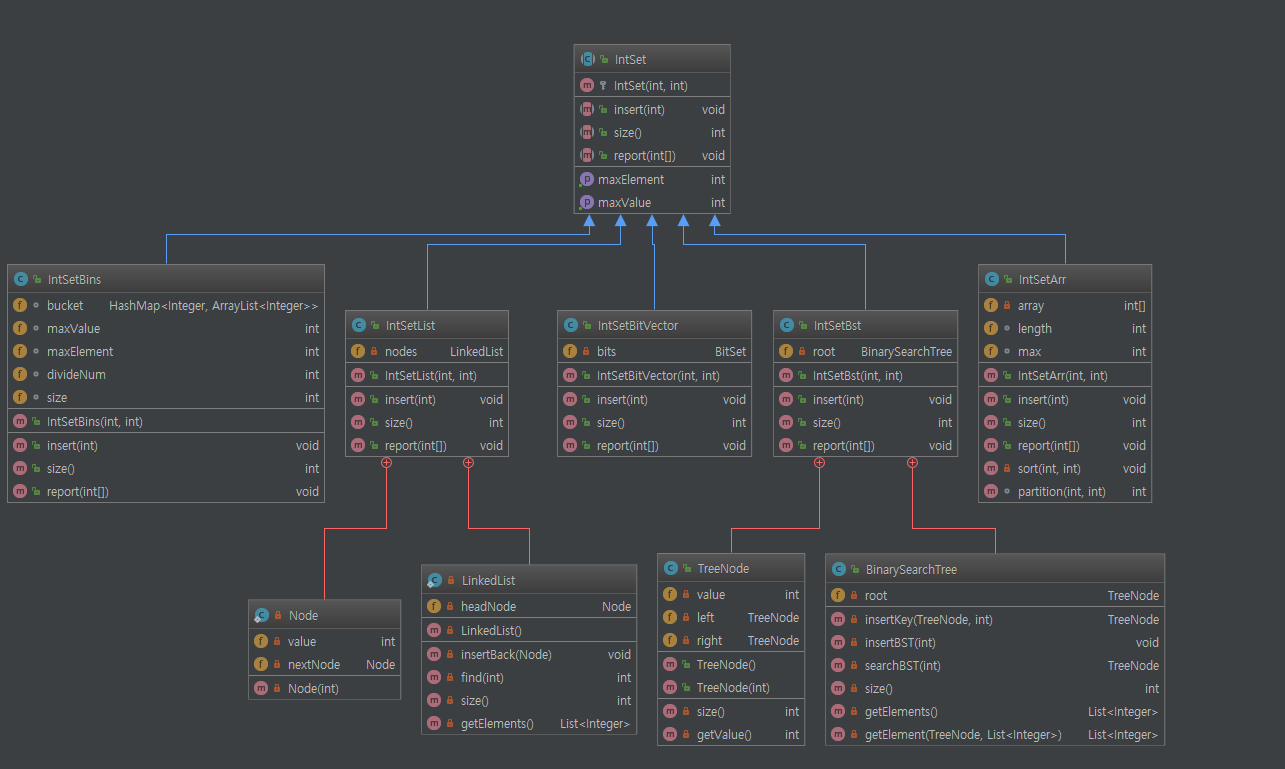 IntSet
IntSet(int, int)
insert(int) void
size() int
report(int[]) void
maxElement int
maxValue int
IntSetBins
bucket HashMap<Integer, ArrayList<Integer>>
maxValue int
maxElement int
divideNum int
size int
IntSetBins(int, int)
insert(int) void
size() int
report(int[]) void
IntSetList
nodes LinkedList
IntSetList(int, int)
insert(int) void
size() int
report(int[]) void
IntSetBitVector
bits BitSet
IntSetBitVector(int, int)
insert(int) void
size() int
report(int[]) void
IntSetBst
root BinarySearchTree
IntSetBst(int, int)
insert(int) void
size() int
report(int[]) void
IntSetArr
array int[]
length int
max int
IntSetArr(int, int)
insert(int) void
size() int
report(int[]) void
sort(int, int) void
partition(int, int) int
Node
value int
nextNode Node
Node(int)
LinkedList
headNode Node
LinkedList()
insertBack(Node) void
find(int) int
size() int
getElements() List<Integer>
TreeNode
value int
left TreeNode
right TreeNode
TreeNode()
TreeNode(int)
size() int
getValue() int
BinarySearchTree
root TreeNode
insertKey(TreeNode, int) TreeNode
insertBST(int) void
searchBST(int) TreeNode
size() int
getElements() List<Integer>
getElement(TreeNode, List<Integer>) List<Integer>